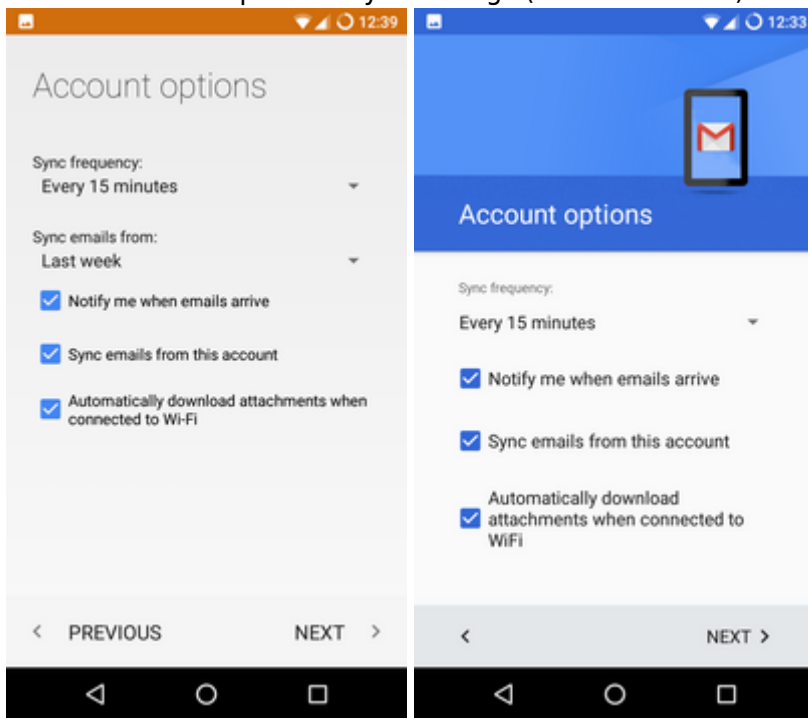 12:39
Account options
Sync frequency:
Every 15 minutes
Sync emails from:
Last week
Notify me when emails arrive
Sync emails from this account
Automatically download attachments when
connected to Wi-Fi
PREVIOUS
NEXT
12:33
Account options
Sync frequency:
Every 15 minutes
Notify me when emails arrive
Sync emails from this account
Automatically download
attachments when connected to
WiFi
NEXT